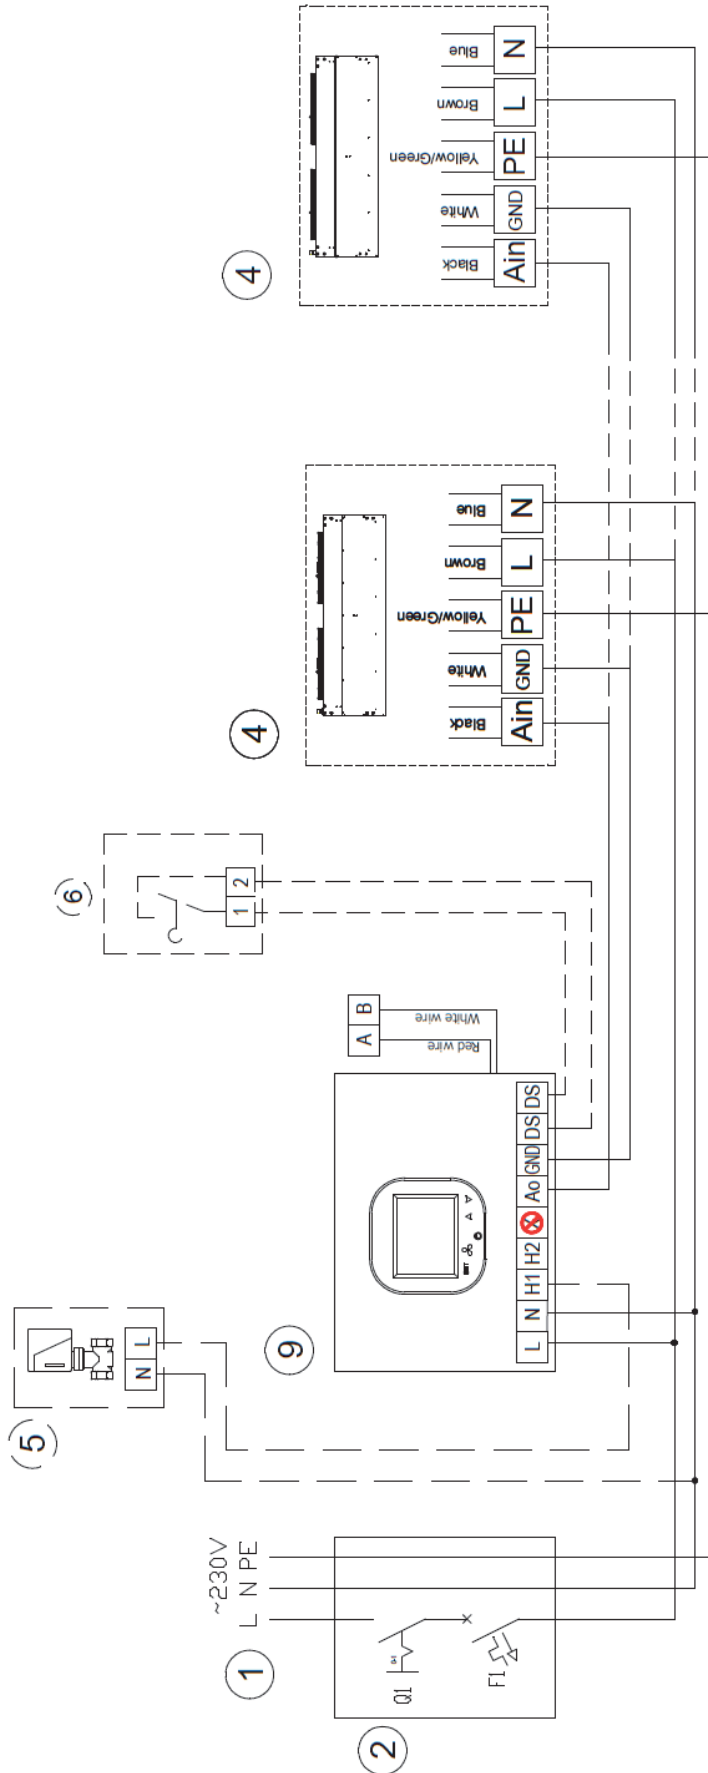 1
~230V
L N PE
2
Q1
F1
5
N L
9
L N H1 H2 X Ao GND DS DS
EXIT
A B
Red wire
White wire
6
1 2
4
Black
White
Yellow/Green
Brown
Blue
Ain GND PE L N
4
Black
White
Yellow/Green
Brown
Blue
Ain GND PE L N